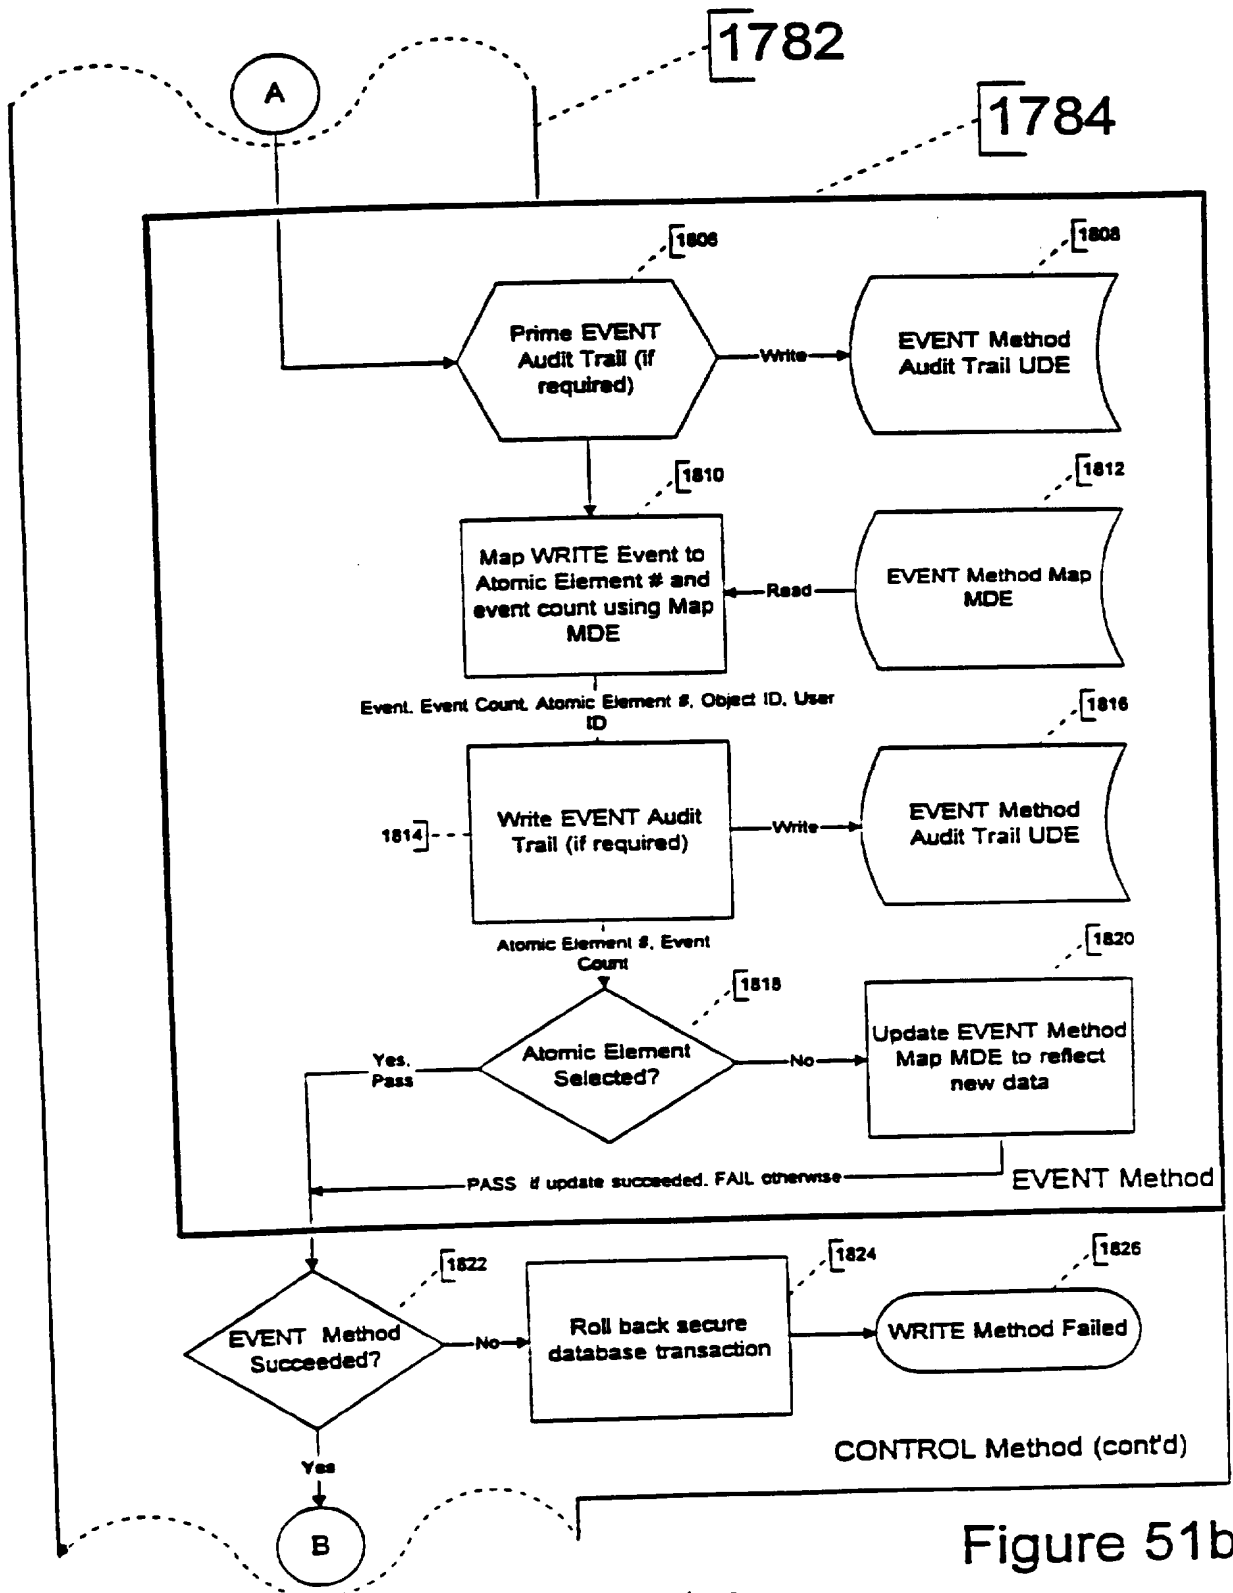 1782
A
1784
1806
1808
Prime EVENT
Audit Trail (if
required)
Write
EVENT Method
Audit Trail UDE
1810
1812
Map WRITE Event to
Atomic Element # and
event count using Map
MDE
Read
EVENT Method Map
MDE
Event, Event Count, Atomic Element #, Object ID, User
ID
1816
1814
Write EVENT Audit
Trail (if required)
Write
EVENT Method
Audit Trail UDE
Atomic Element #, Event
Count
1818
1820
Yes,
Pass
Atomic Element
Selected?
No
Update EVENT Method
Map MDE to reflect
new data
PASS if update succeeded, FAIL otherwise
EVENT Method
1822
1824
1826
EVENT Method
Succeeded?
No
Roll back secure
database transaction
WRITE Method Failed
CONTROL Method (cont'd)
Yes
B
Figure 51b